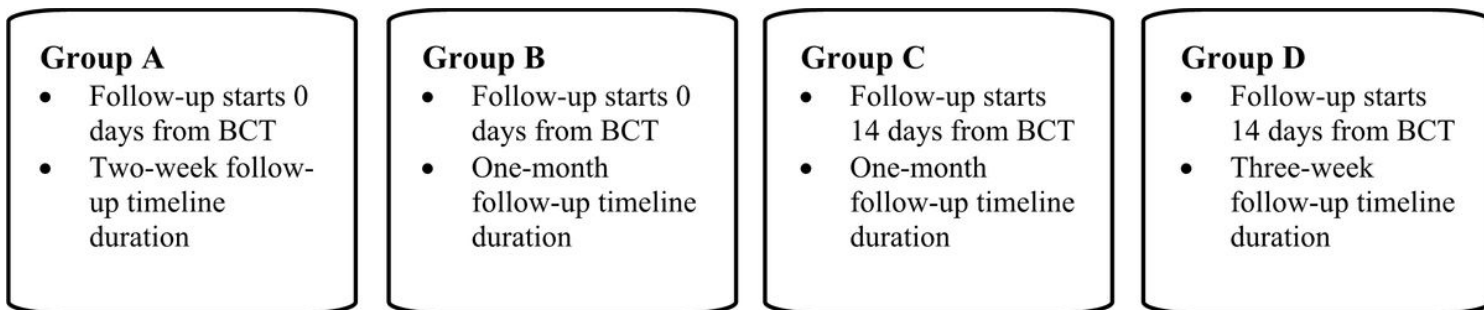 Group A
• Follow-up starts 0
days from BCT
• Two-week follow-
up timeline
duration
Group B
• Follow-up starts 0
days from BCT
• One-month
follow-up timeline
duration
Group C
• Follow-up starts
14 days from BCT
• One-month
follow-up timeline
duration
Group D
• Follow-up starts
14 days from BCT
• Three-week
follow-up timeline
duration